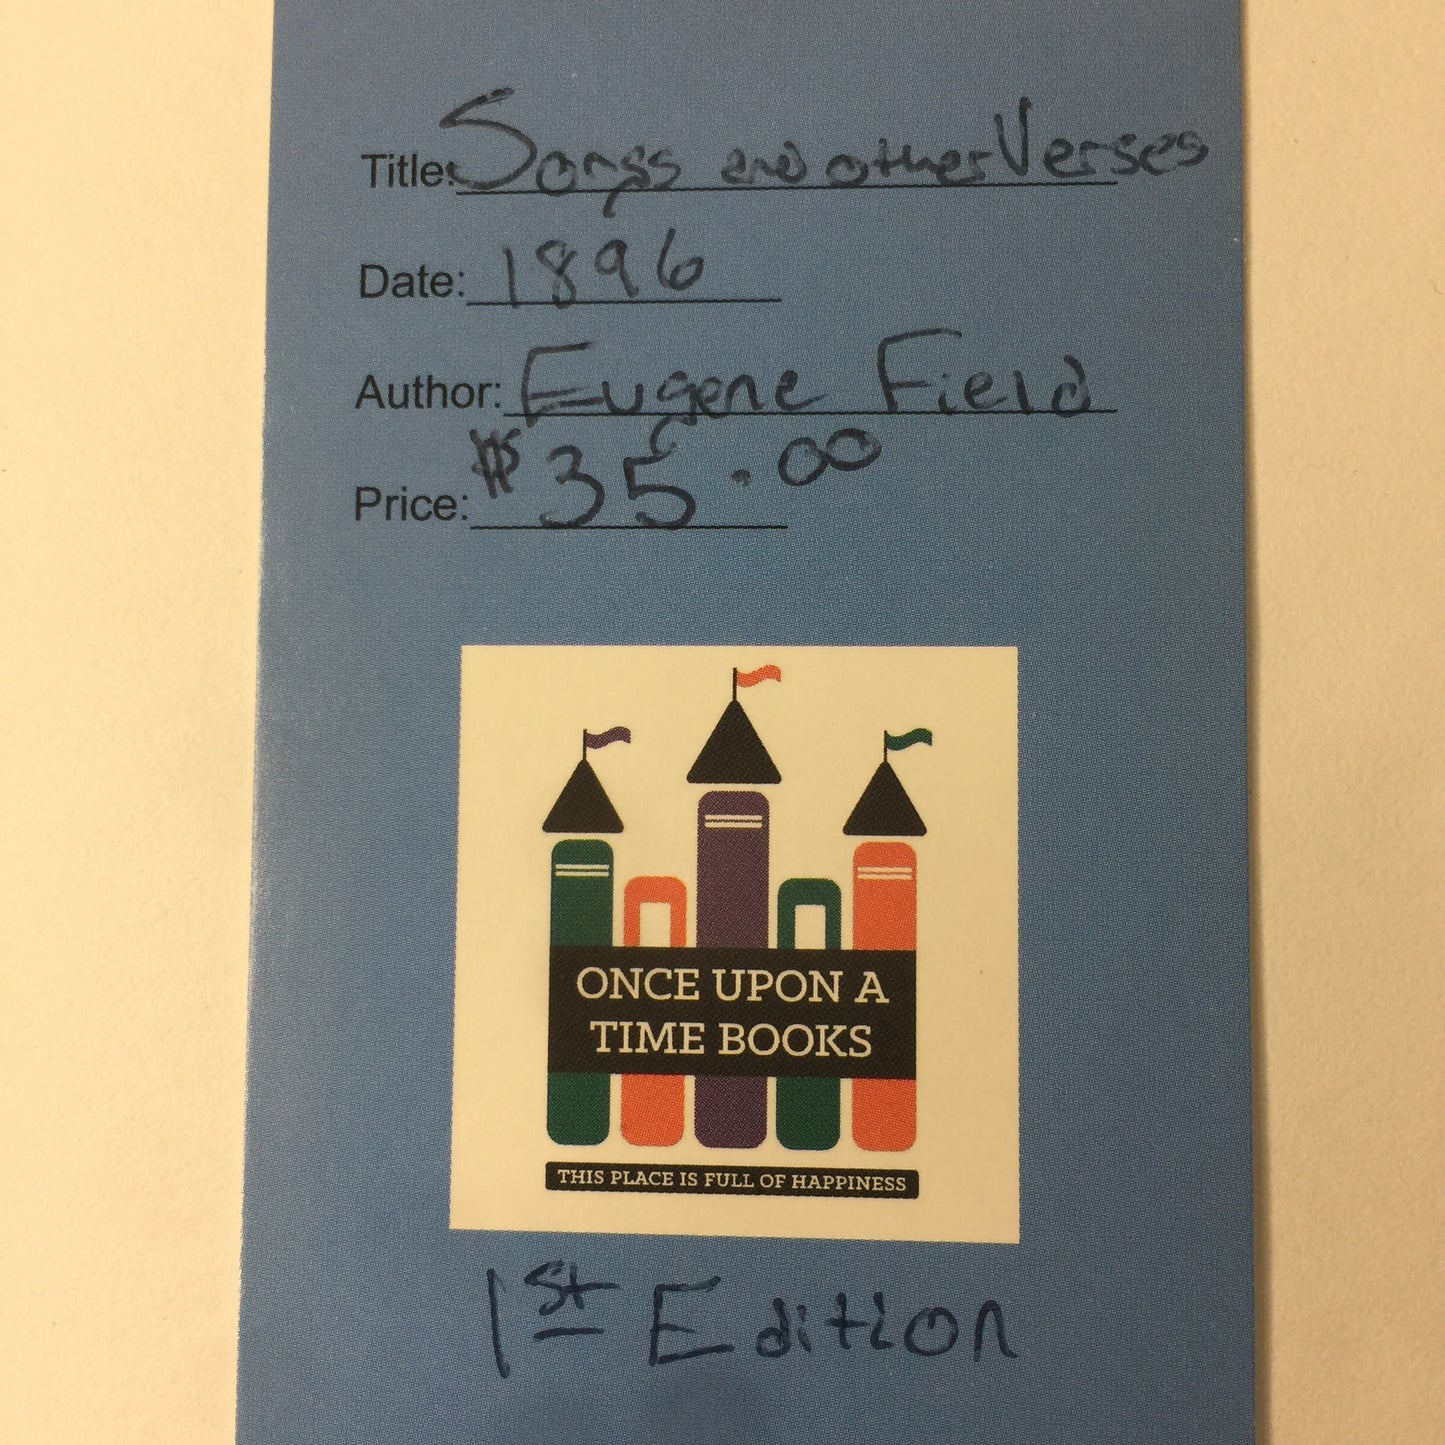 Title: Songs and other Verses
Date: 1896
Author: Eugene Field
Price: $35.00
ONCE UPON A
TIME BOOKS
THIS PLACE IS FULL OF HAPPINESS
1st Edition